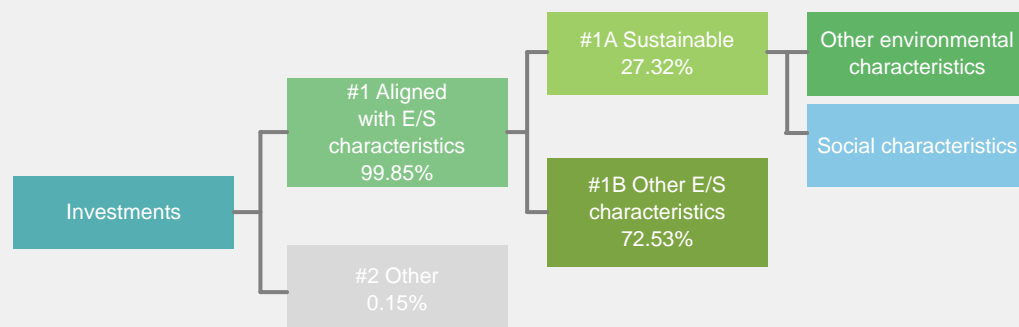 Investments
#1 Aligned
with E/S
characteristics
99.85%
#2 Other
0.15%
#1A Sustainable
27.32%
#1B Other E/S
characteristics
72.53%
Other environmental
characteristics
Social characteristics